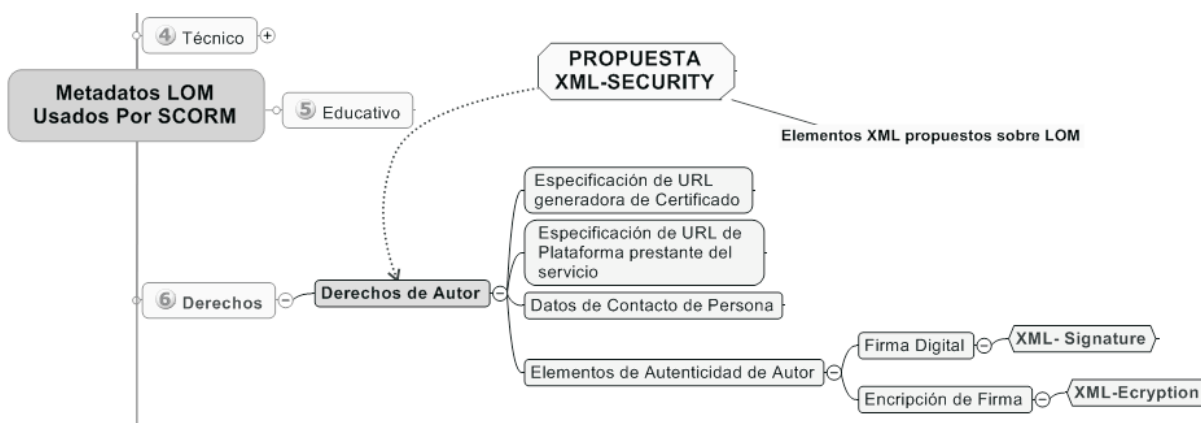 4 Técnico
PROPUESTA
XML-SECURITY
Metadatos LOM
Usados Por SCORM
5 Educativo
Elementos XML propuestos sobre LOM
Especificación de URL
generadora de Certificado
Especificación de URL de
Plataforma prestante del
servicio
6 Derechos
Derechos de Autor
Datos de Contacto de Persona
Elementos de Autenticidad de Autor
Firma Digital
XML- Signature
Encripción de Firma
XML-Ecryption